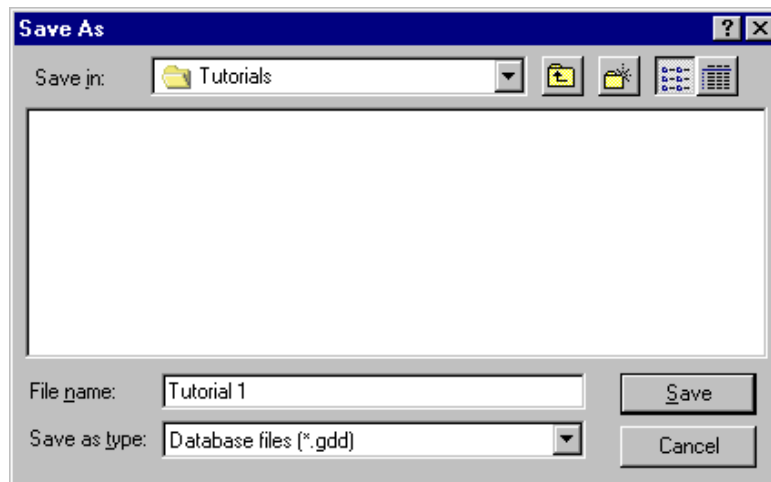 Save As
Save in: Tutorials
File name: Tutorial 1
Save
Save as type: Database files (*.gdd)
Cancel